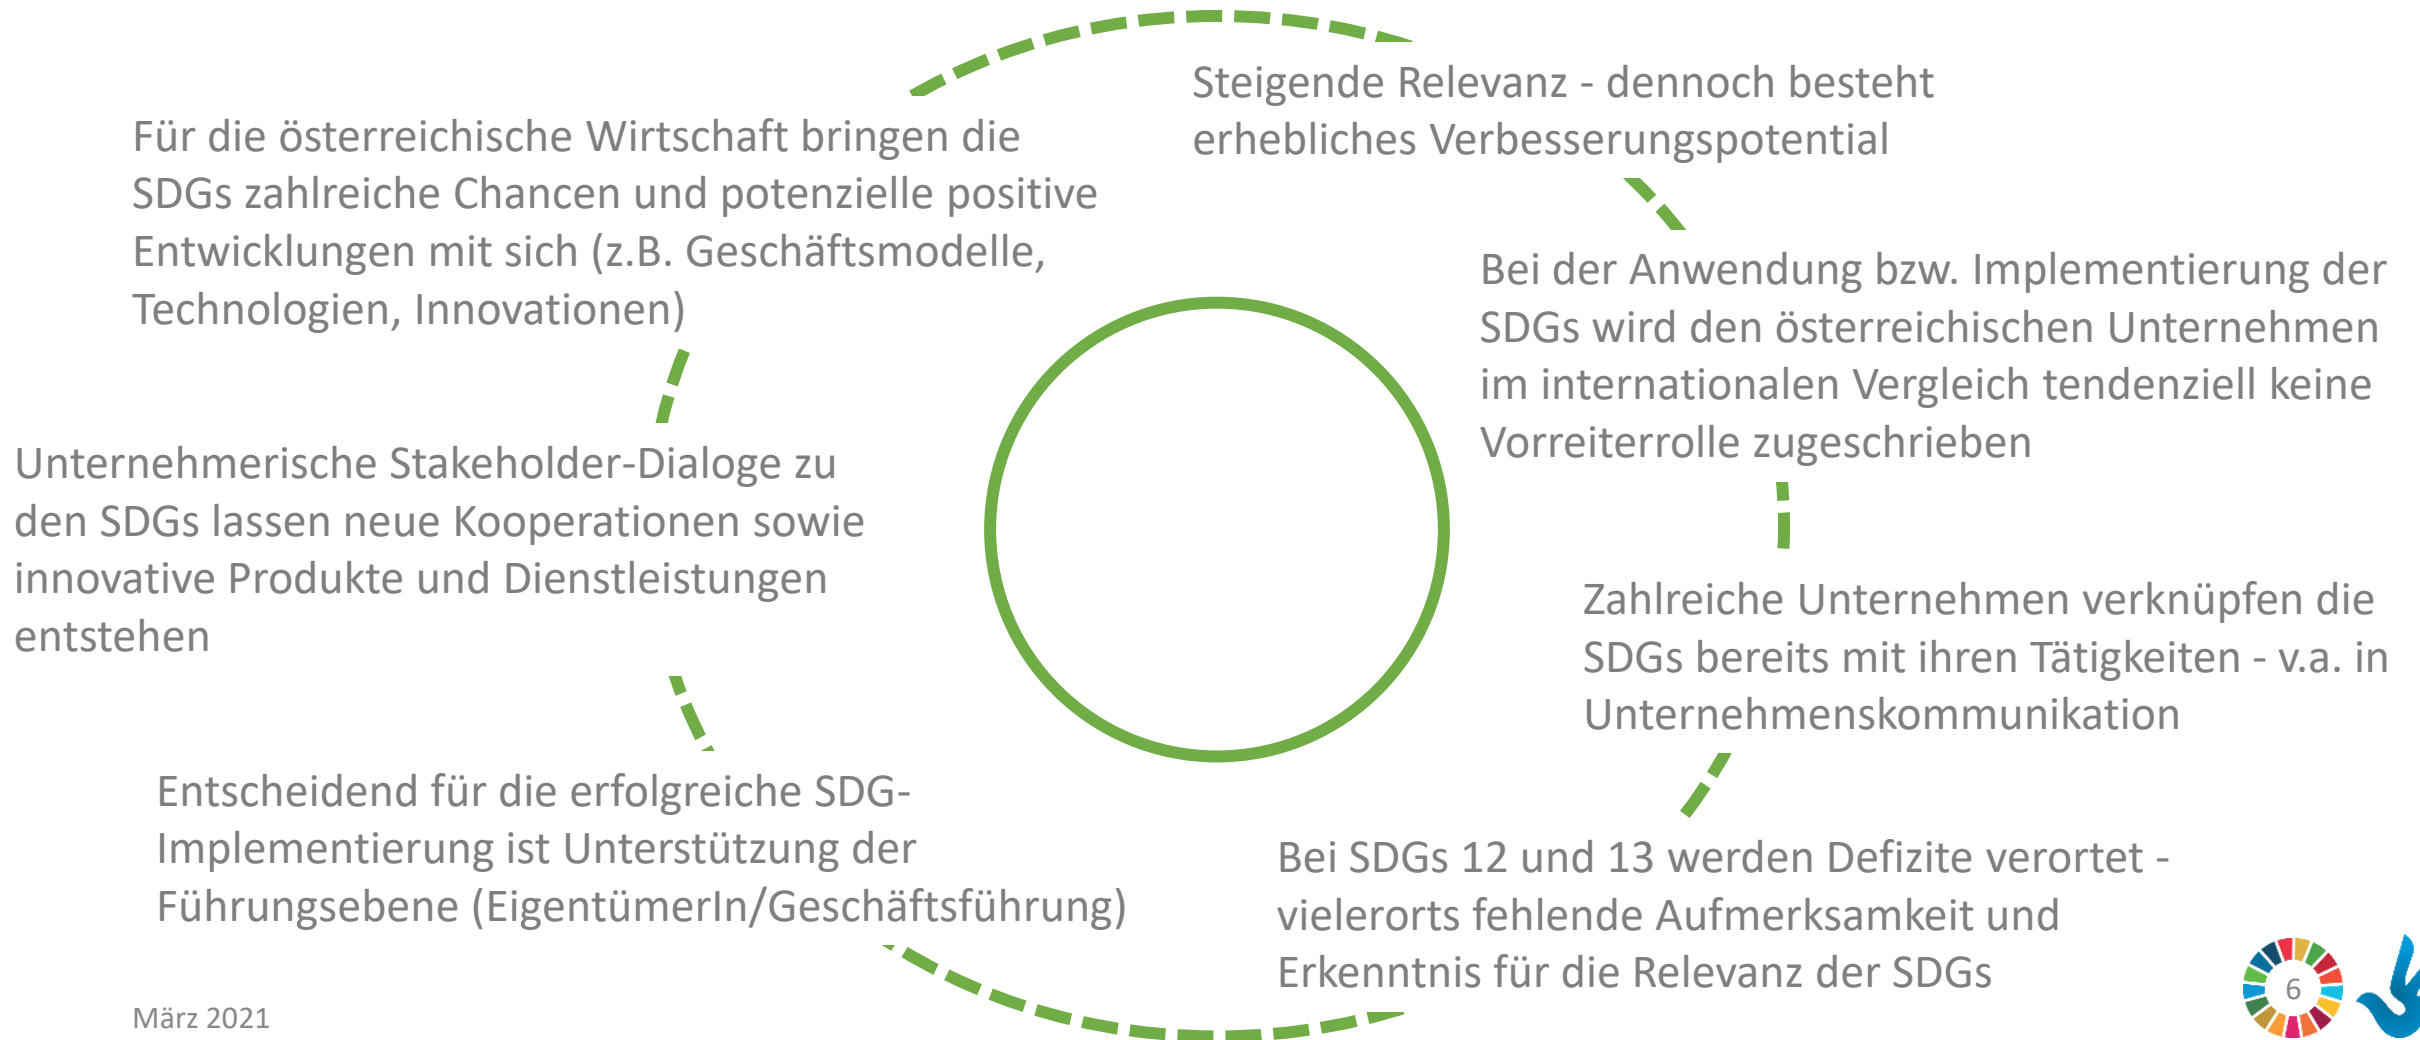 Steigende Relevanz - dennoch besteht
erhebliches Verbesserungspotential
Für die österreichische Wirtschaft bringen die
SDGs zahlreiche Chancen und potenzielle positive
Entwicklungen mit sich (z.B. Geschäftsmodelle,
Technologien, Innovationen)
Bei der Anwendung bzw. Implementierung der
SDGs wird den österreichischen Unternehmen
im internationalen Vergleich tendenziell keine
Vorreiterrolle zugeschrieben
Unternehmerische Stakeholder-Dialoge zu
den SDGs lassen neue Kooperationen sowie
innovative Produkte und Dienstleistungen
entstehen
Zahlreiche Unternehmen verknüpfen die
SDGs bereits mit ihren Tätigkeiten - v.a. in
Unternehmenskommunikation
Entscheidend für die erfolgreiche SDG-
Implementierung ist Unterstützung der
Führungsebene (EigentümerIn/Geschäftsführung)
Bei SDGs 12 und 13 werden Defizite verortet -
vielerorts fehlende Aufmerksamkeit und
Erkenntnis für die Relevanz der SDGs
März 2021
6